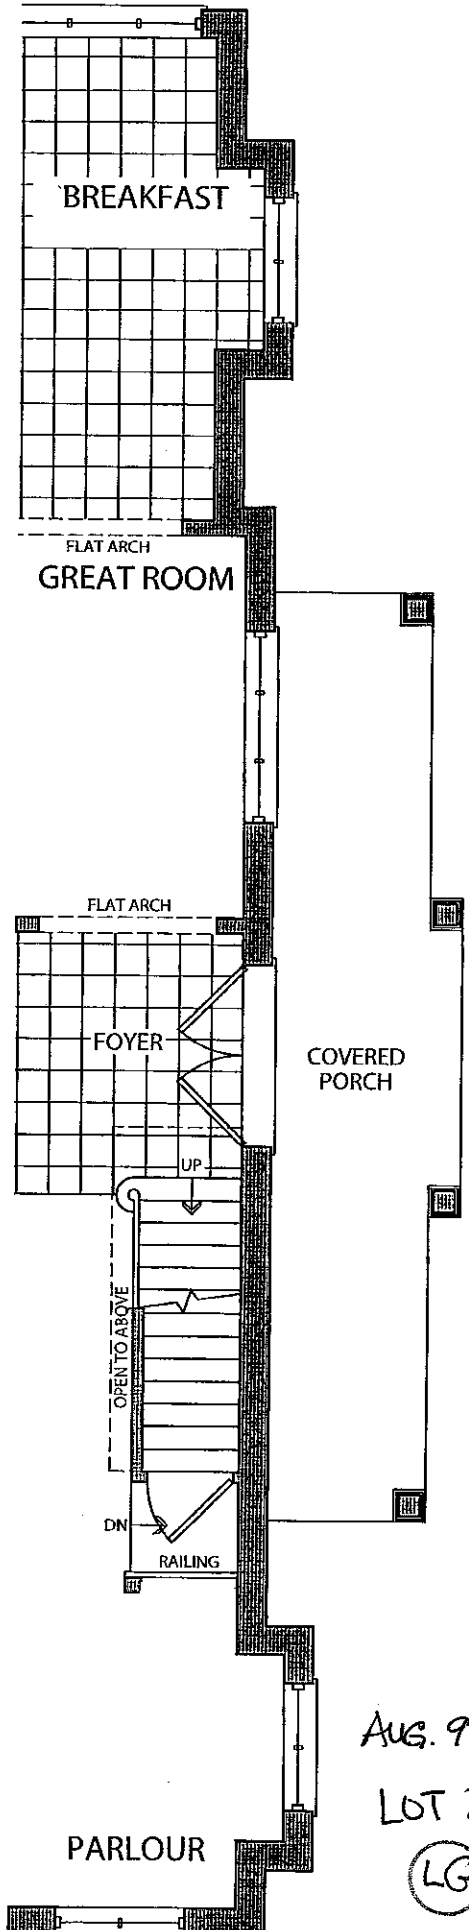 BREAKFAST
FLAT ARCH
GREAT ROOM
FLAT ARCH
FOYER
COVERED
PORCH
UP
OPEN TO ABOVE
DN
RAILING
AUG. 9
LOT
PARLOUR
LG